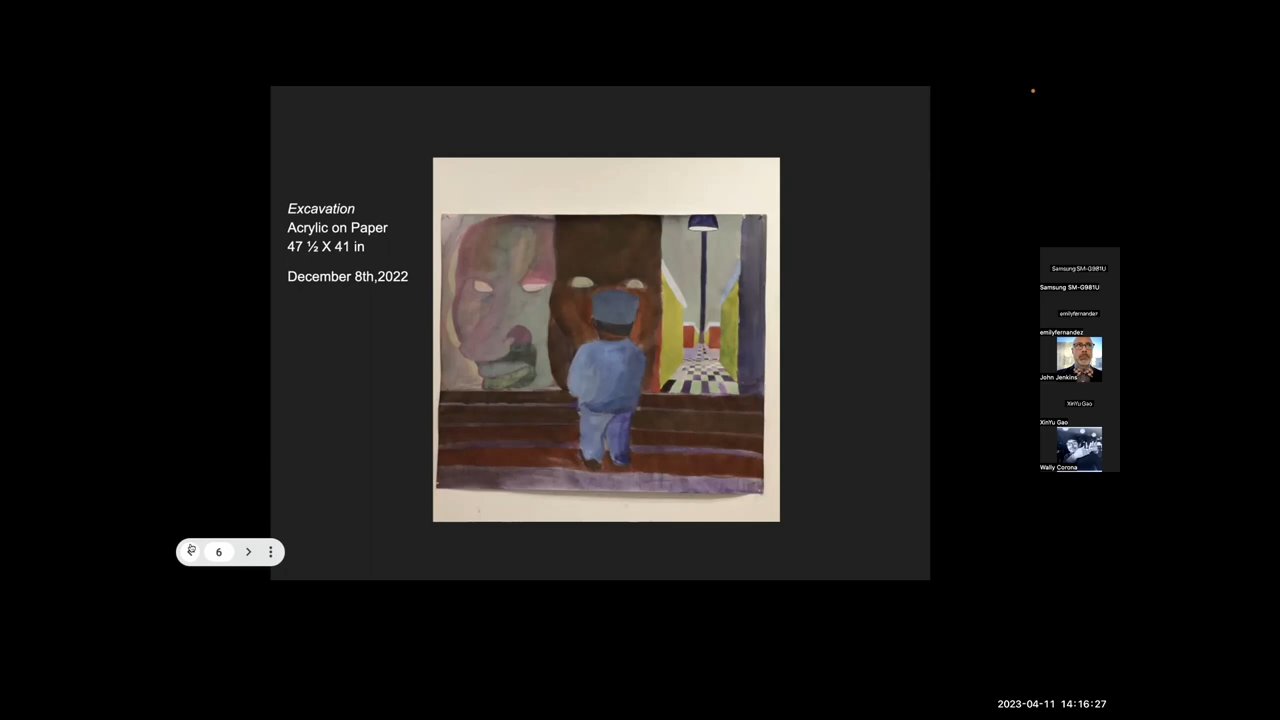 Excavation
Acrylic on Paper
47 ½ X 41 in
December 8th,2022
6
Samsung SM-G981U
Samsung SM-G981U
emilyfernandez
emilyfernandez
John Jenkins
XinYu Gao
XinYu Gao
Wally Corona
2023-04-11 14:16:27